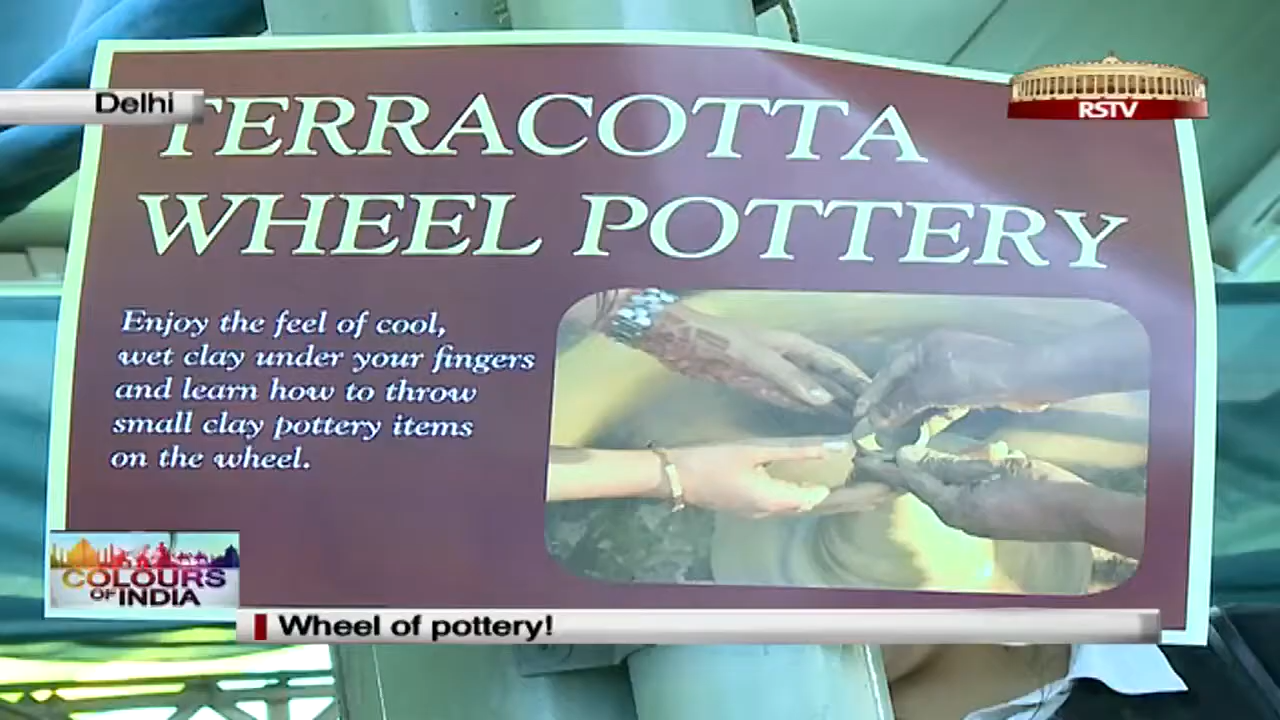 Delhi
RSTV
TERRACOTTA
WHEEL POTTERY
Enjoy the feel of cool,
wet clay under your fingers
and learn how to throw
small clay pottery items
on the wheel.
COLOURS
OF INDIA
Wheel of pottery!